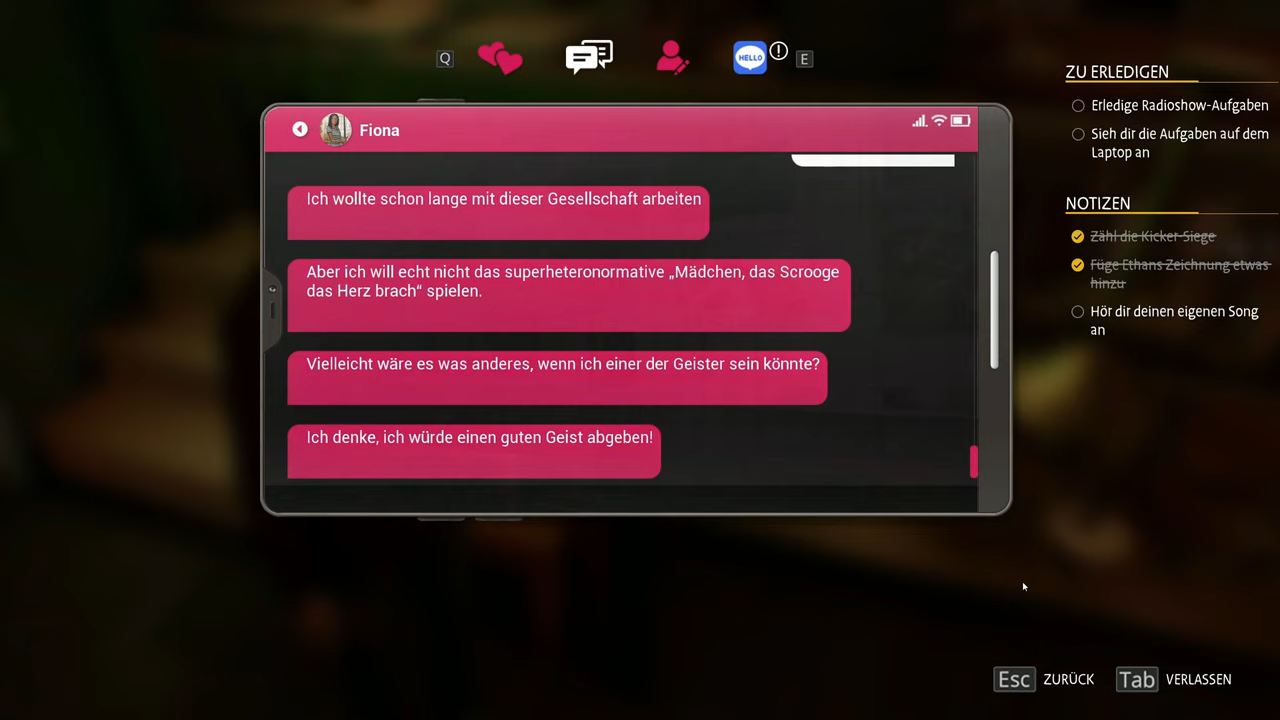 Q
HELLO
!
E
Fiona
Ich wollte schon lange mit dieser Gesellschaft arbeiten
Aber ich will echt nicht das superheteronormative „Mädchen, das Scrooge
das Herz brach“ spielen.
Vielleicht wäre es was anderes, wenn ich einer der Geister sein könnte?
Ich denke, ich würde einen guten Geist abgeben!
ZU ERLEDIGEN
Erledige Radioshow-Aufgaben
Sieh dir die Aufgaben auf dem
Laptop an
NOTIZEN
Zähl die Kicker-Siege
Füge Ethans Zeichnung etwas
hinzu
Hör dir deinen eigenen Song
an
Esc ZURÜCK Tab VERLASSEN